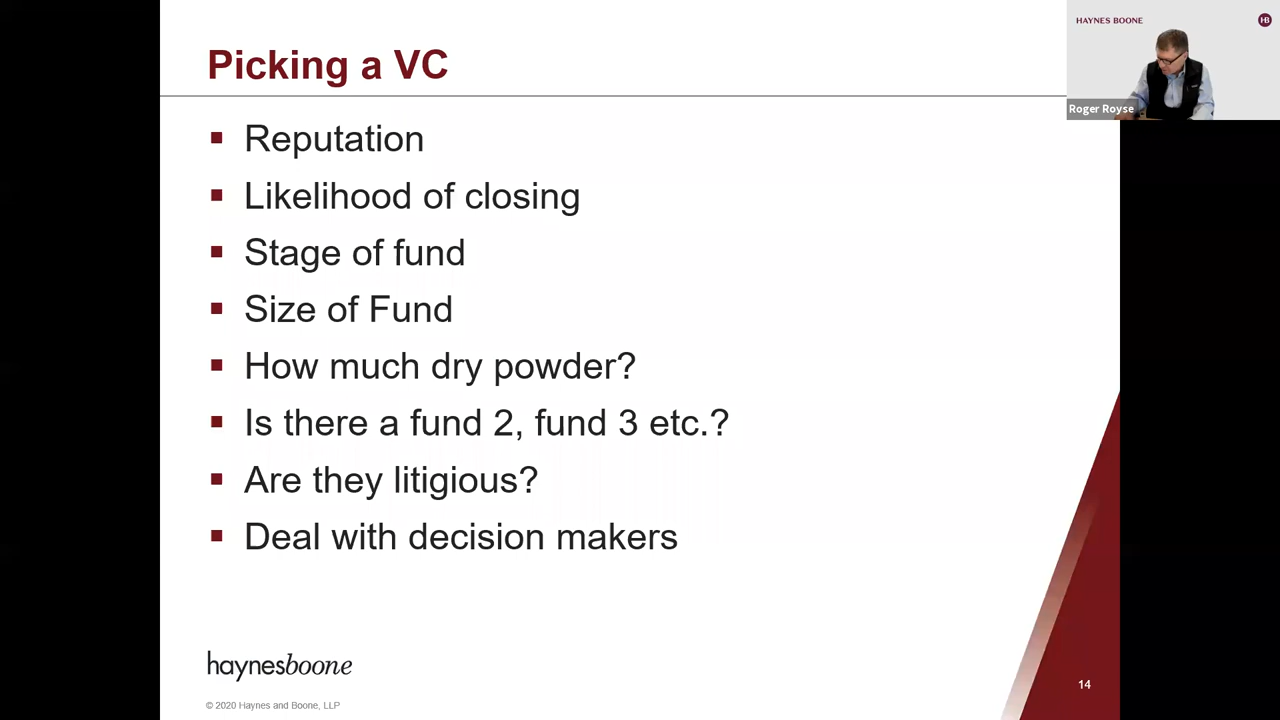 Picking a VC
HAYNES BOONE
HB
Roger Royse
Reputation
Likelihood of closing
Stage of fund
Size of Fund
How much dry powder?
Is there a fund 2, fund 3 etc.?
Are they litigious?
Deal with decision makers
haynesboone
© 2020 Haynes and Boone, LLP
14